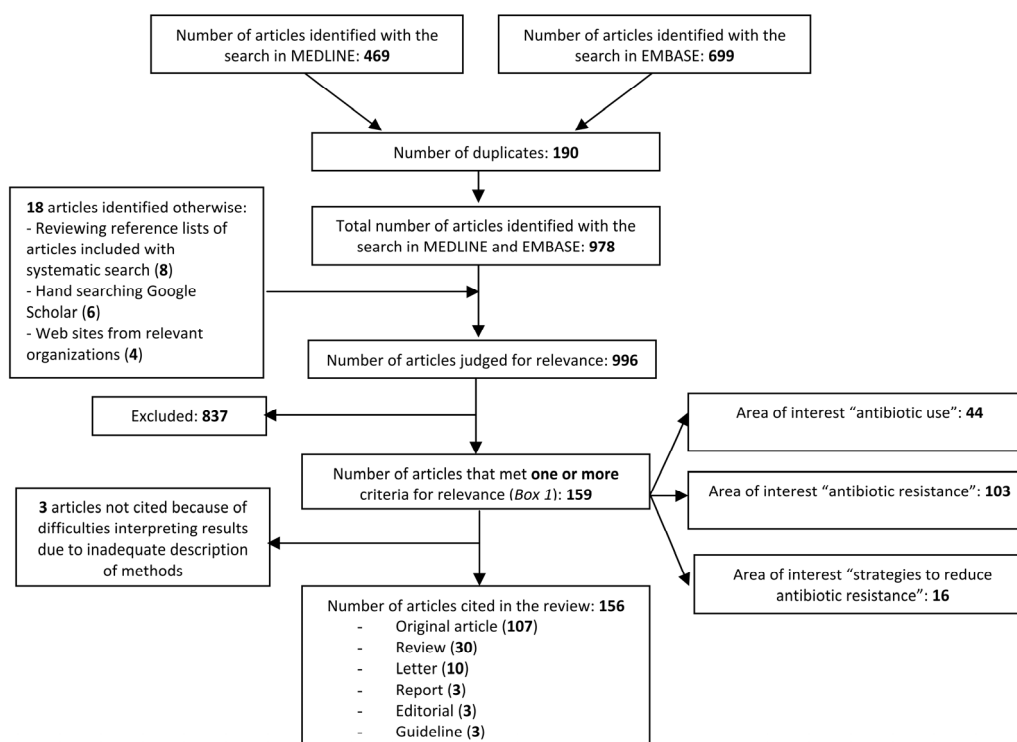 Number of articles identified with the
search in MEDLINE: 469
Number of articles identified with the
search in EMBASE: 699
Number of duplicates: 190
18 articles identified otherwise:
- Reviewing reference lists of
articles included with
systematic search (8)
- Hand searching Google
Scholar (6)
- Web sites from relevant
organizations (4)
Total number of articles identified with the
search in MEDLINE and EMBASE: 978
Number of articles judged for relevance: 996
Excluded: 837
Number of articles that met one or more
criteria for relevance (Box 1): 159
Area of interest “antibiotic use”: 44
Area of interest “antibiotic resistance”: 103
Area of interest “strategies to reduce
antibiotic resistance”: 16
3 articles not cited because of
difficulties interpreting results
due to inadequate description
of methods
Number of articles cited in the review: 156
- Original article (107)
- Review (30)
- Letter (10)
- Report (3)
- Editorial (3)
- Guideline (3)